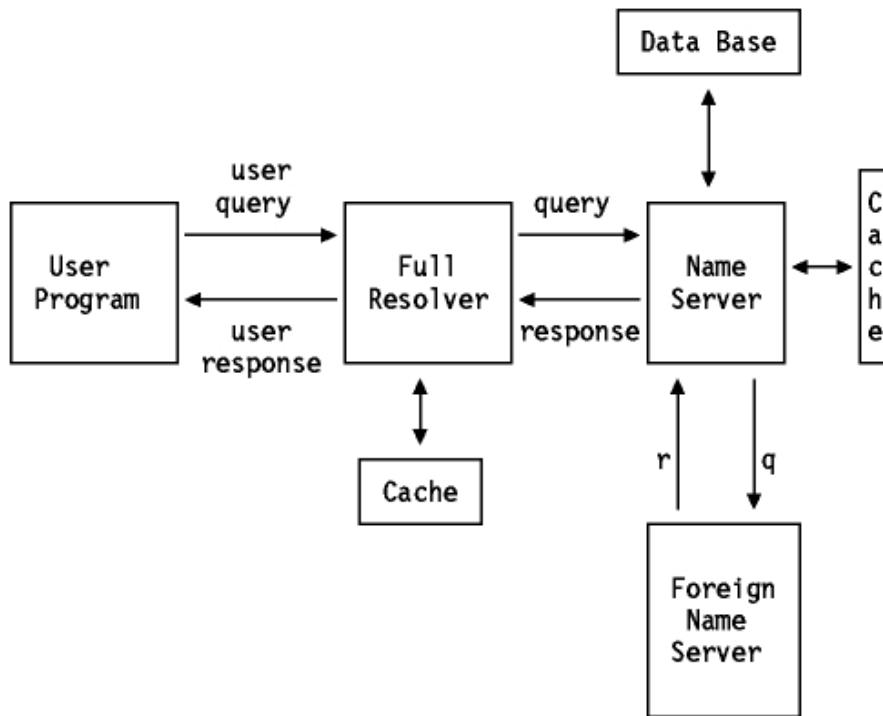 Data Base
user
query
query
User
Program
Full
Resolver
Name
Server
C
a
c
h
e
user
response
response
Cache
r
q
Foreign
Name
Server